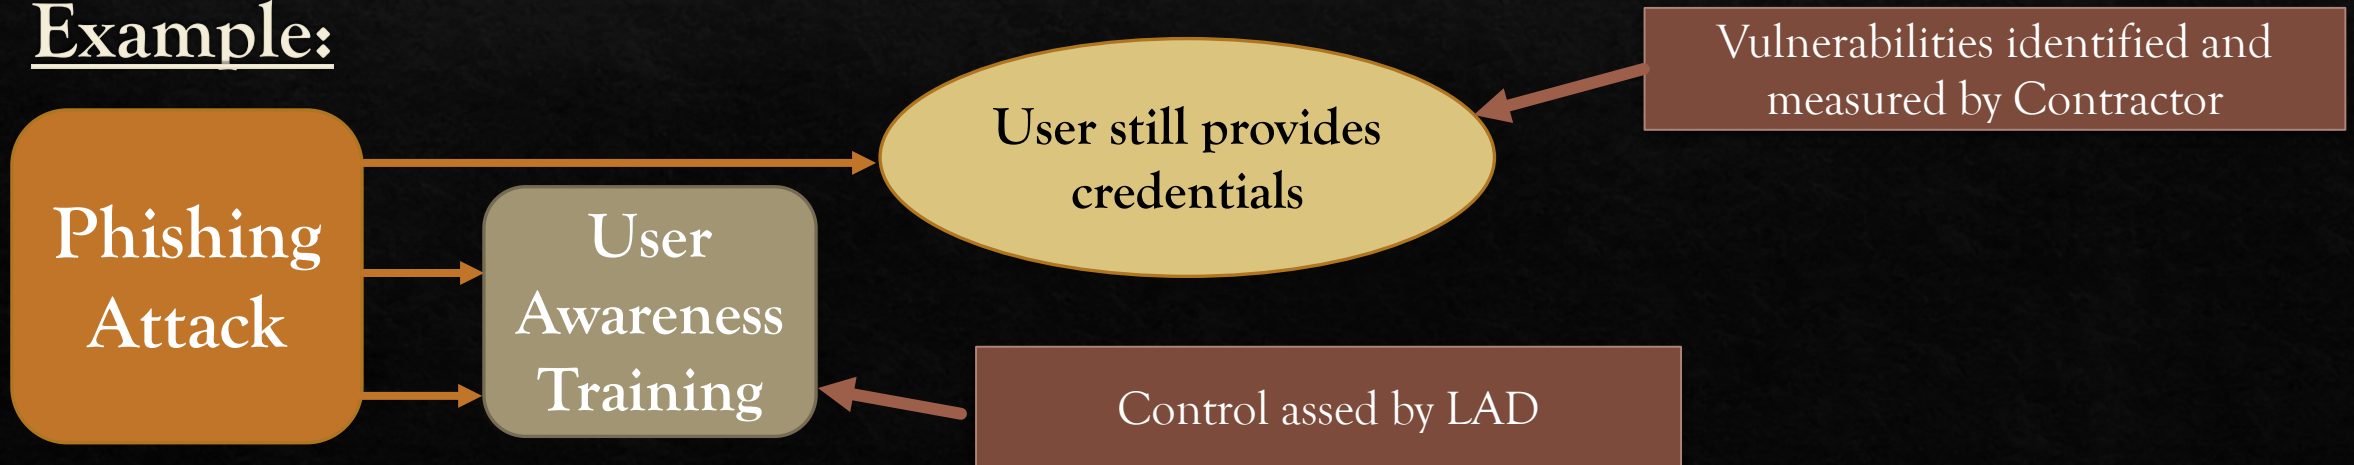 Example:
Phishing
Attack
User
Awareness
Training
User still provides
credentials
Vulnerabilities identified and
measured by Contractor
Control assed by LAD